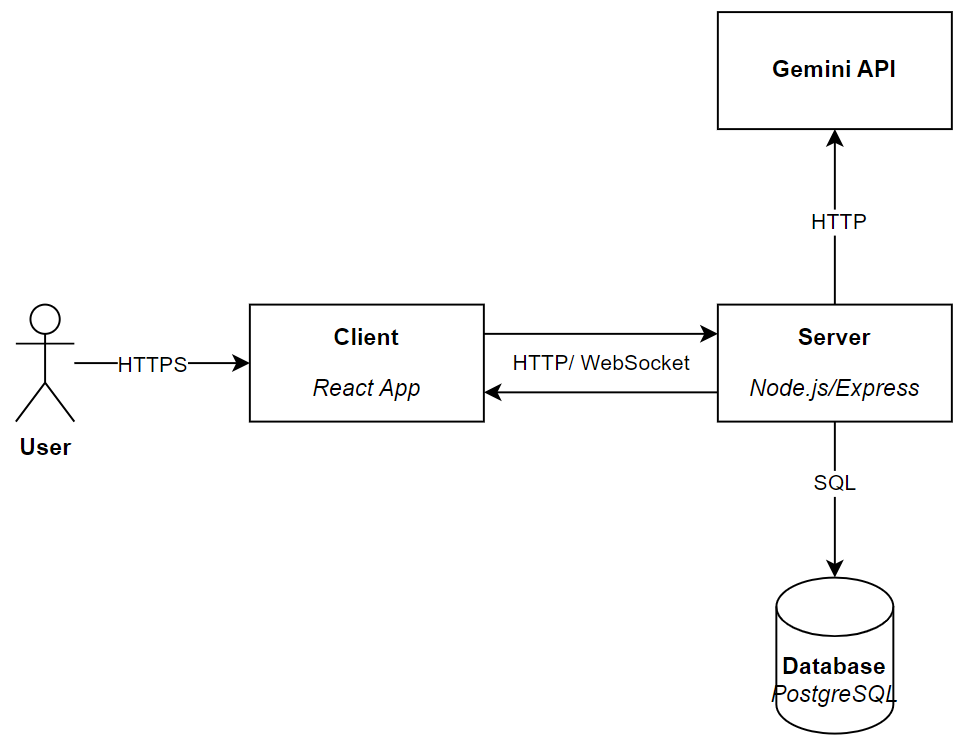 Gemini API
HTTP
Client
React App
HTTP/ WebSocket
Server
Node.js/Express
HTTPS
User
SQL
Database
PostgreSQL